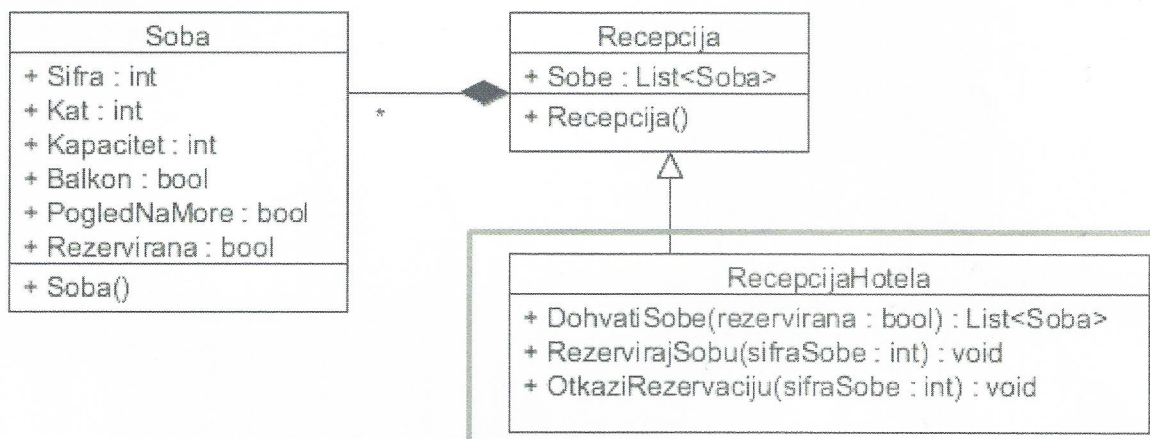 Soba
+ Sifra : int
+ Kat : int
+ Kapacitet : int
+ Balkon : bool
+ PogledNaMore : bool
+ Rezervirana : bool
+ Soba()
*
Recepcija
+ Sobe : List<Soba>
+ Recepcija()
RecepcijaHotela
+ DohvatiSobe(rezervirana : bool) : List<Soba>
+ RezervirajSobu(sifraSobe : int) : void
+ OtkaziRezervaciju(sifraSobe : int) : void